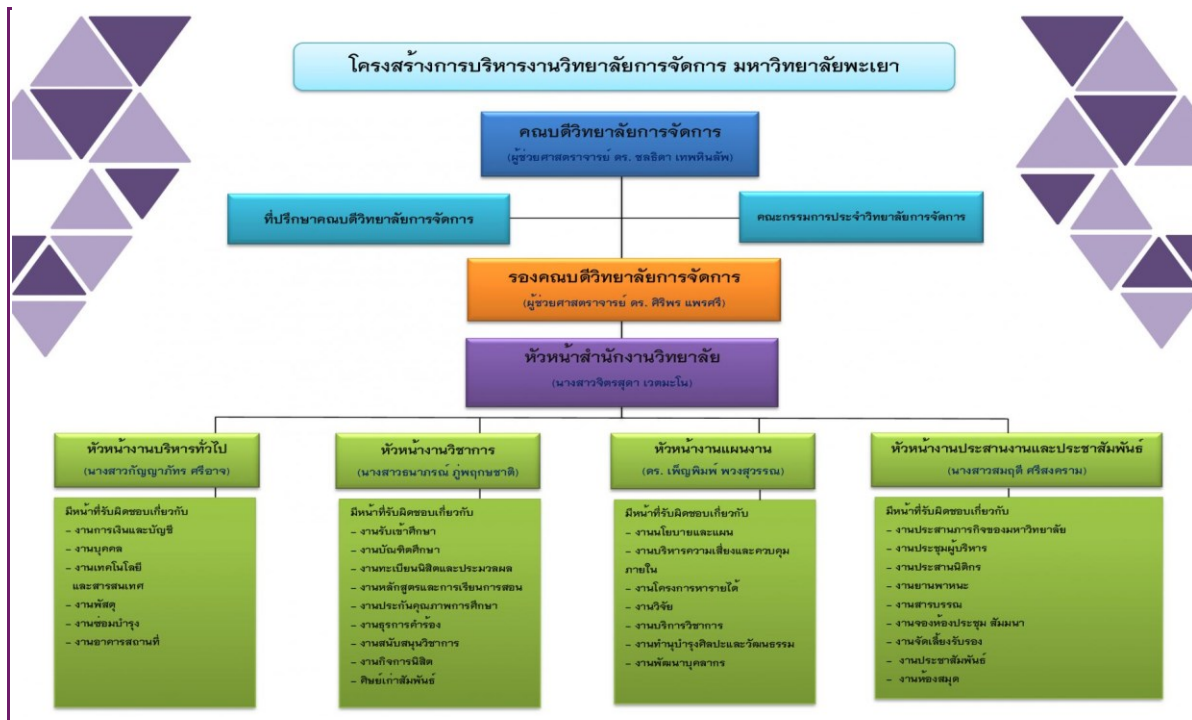 โครงสร้างการบริหารงานวิทยาลัยการจัดการ มหาวิทยาลัยพะเยา
คณบดีวิทยาลัยการจัดการ
(ผู้ช่วยศาสตราจารย์ ดร. ชลธิดา เทพหินลัพ)
ที่ปรึกษาคณบดีวิทยาลัยการจัดการ
คณะกรรมการประจำวิทยาลัยการจัดการ
รองคณบดีวิทยาลัยการจัดการ
(ผู้ช่วยศาสตราจารย์ ดร. ศิริพร แพรศรี)
หัวหน้าสำนักงานวิทยาลัย
(นางสาวจิตรสุดา เวตมะโน)
หัวหน้างานบริหารทั่วไป
(นางสาวกัญญาภัทร ศรีอาจ)
มีหน้าที่รับผิดชอบเกี่ยวกับ
– งานการเงินและบัญชี
– งานบุคคล
– งานเทคโนโลยี
และสารสนเทศ
– งานพัสดุ
– งานซ่อมบำรุง
– งานอาคารสถานที่
หัวหน้างานวิชาการ
(นางสาวธนาภรณ์ ภู่พฤกษชาติ)
มีหน้าที่รับผิดชอบเกี่ยวกับ
– งานรับเข้าศึกษา
– งานบัณฑิตศึกษา
– งานทะเบียนนิสิตและประมวลผล
– งานหลักสูตรและการเรียนการสอน
– งานประกันคุณภาพการศึกษา
– งานธุรการคำร้อง
– งานสนับสนุนวิชาการ
– งานกิจการนิสิต
– ศิษย์เก่าสัมพันธ์
หัวหน้างานแผนงาน
(ดร. เพ็ญพิมพ์ พวงสุวรรณ)
มีหน้าที่รับผิดชอบเกี่ยวกับ
– งานนโยบายและแผน
– งานบริหารความเสี่ยงและควบคุม
ภายใน
– งานโครงการหารายได้
– งานวิจัย
– งานบริการวิชาการ
– งานทำนุบำรุงศิลปะและวัฒนธรรม
– งานพัฒนาบุคลากร
หัวหน้างานประสานงานและประชาสัมพันธ์
(นางสาวสมฤดี ศรีสงคราม)
มีหน้าที่รับผิดชอบเกี่ยวกับ
– งานประสานภารกิจของมหาวิทยาลัย
– งานประชุมผู้บริหาร
– งานประสานนิติกร
– งานยานพาหนะ
– งานสารบรรณ
– งานจองห้องประชุม สัมมนา
– งานจัดเลี้ยงรับรอง
– งานประชาสัมพันธ์
– งานห้องสมุด